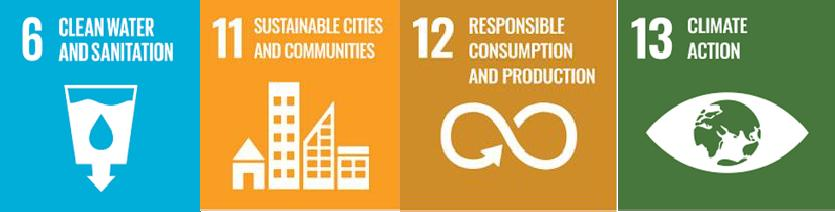 6 CLEAN WATER
AND SANITATION
11 SUSTAINABLE CITIES
AND COMMUNITIES
12 RESPONSIBLE
CONSUMPTION
AND PRODUCTION
13 CLIMATE
ACTION